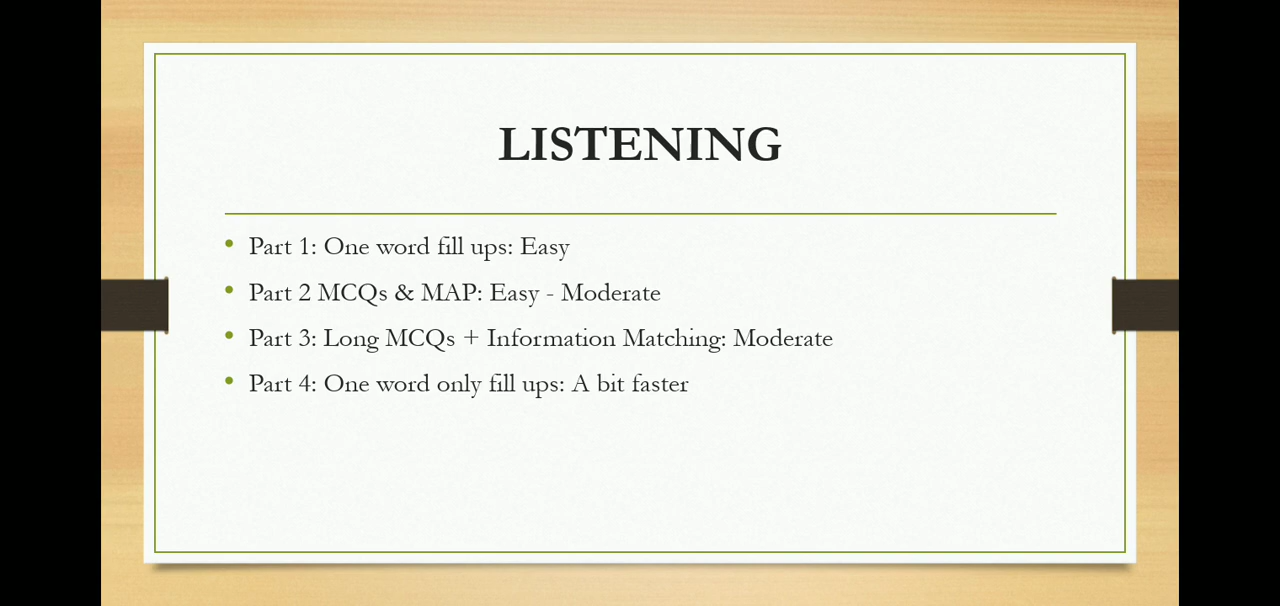 LISTENING
Part 1: One word fill ups: Easy
Part 2 MCQs & MAP: Easy - Moderate
Part 3: Long MCQs + Information Matching: Moderate
Part 4: One word only fill ups: A bit faster